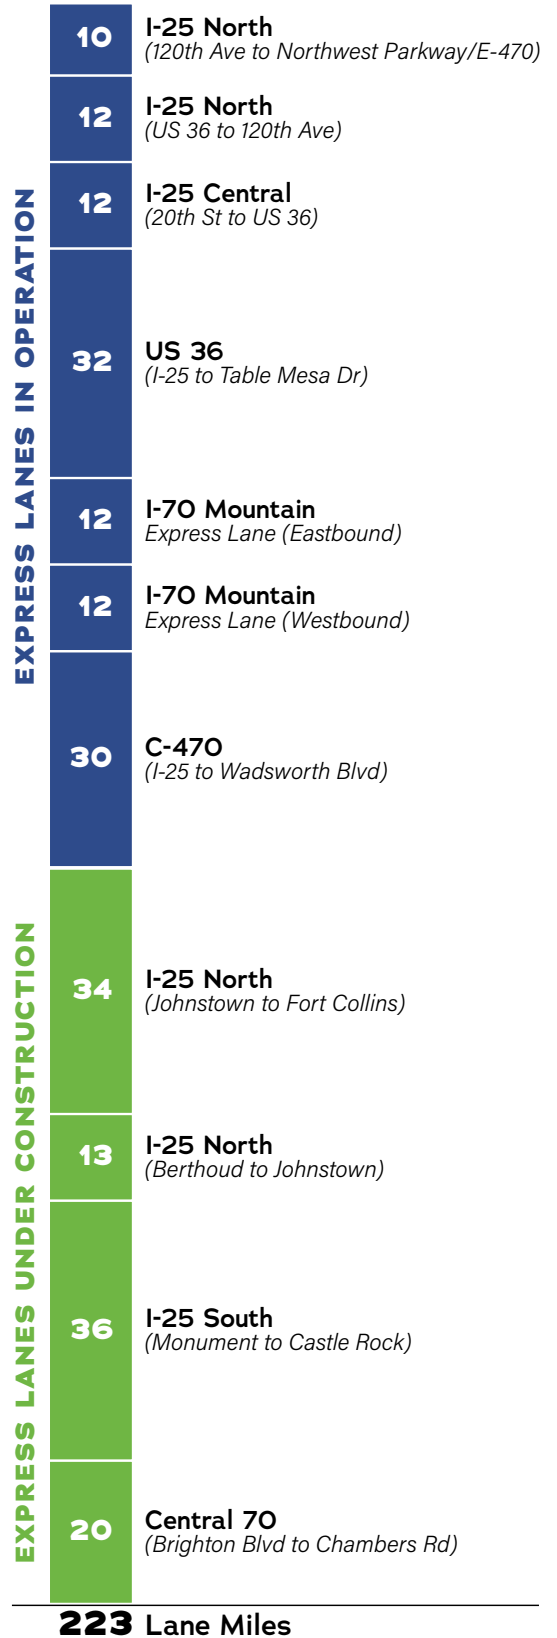 EXPRESS LANES IN OPERATION
10
I-25 North
(120th Ave to Northwest Parkway/E-470)
12
I-25 North
(US 36 to 120th Ave)
12
I-25 Central
(20th St to US 36)
32
US 36
(I-25 to Table Mesa Dr)
12
I-70 Mountain
Express Lane (Eastbound)
12
I-70 Mountain
Express Lane (Westbound)
30
C-470
(I-25 to Wadsworth Blvd)
EXPRESS LANES UNDER CONSTRUCTION
34
I-25 North
(Johnstown to Fort Collins)
13
I-25 North
(Berthoud to Johnstown)
36
I-25 South
(Monument to Castle Rock)
20
Central 70
(Brighton Blvd to Chambers Rd)
223 Lane Miles